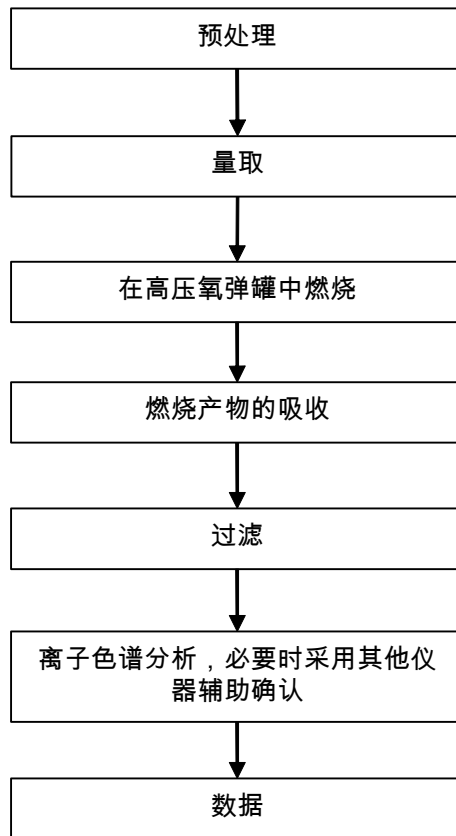 预处理
量取
在高压氧弹罐中燃烧
燃烧产物的吸收
过滤
离子色谱分析，必要时采用其他仪
器辅助确认
数据